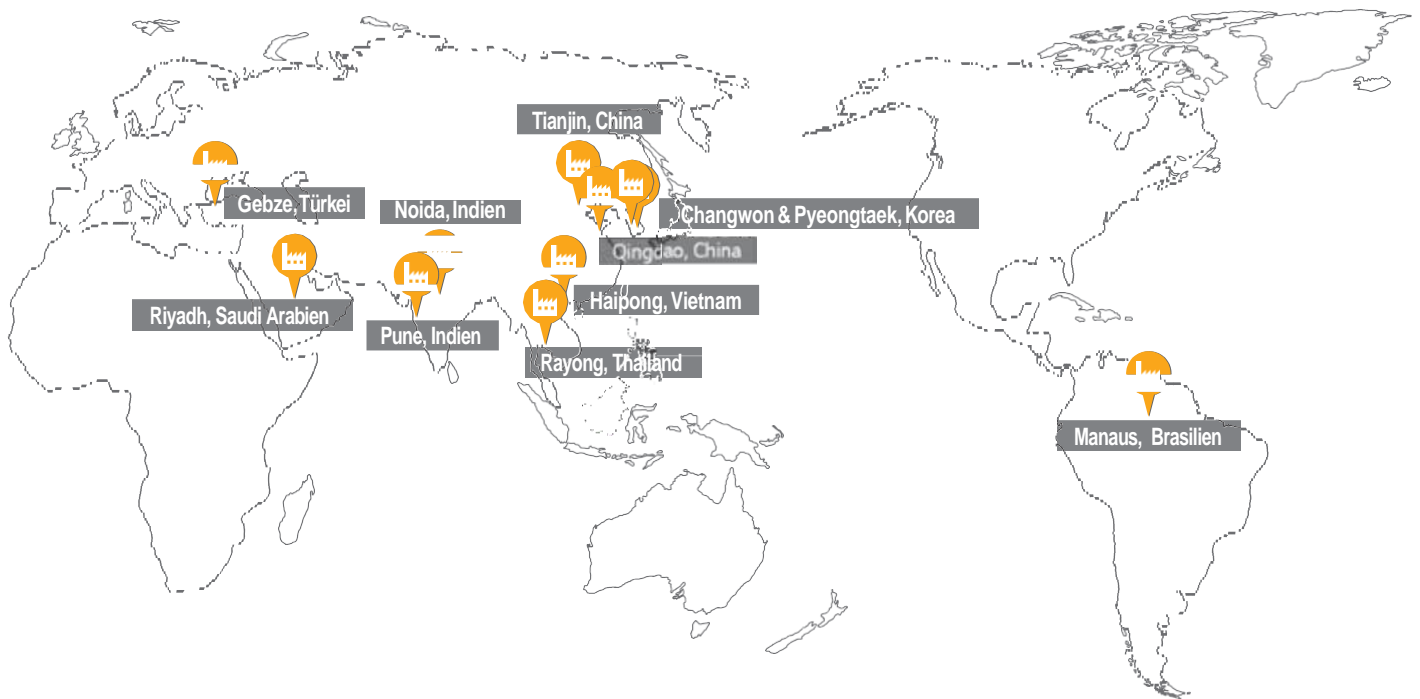 Tianjin, China
Gebze, Türkei
Noida, Indien
Changwon & Pyeongtaek, Korea
Qingdao, China
Haipong, Vietnam
Riyadh, Saudi Arabien
Pune, Indien
Rayong, Thailand
Manaus, Brasilien